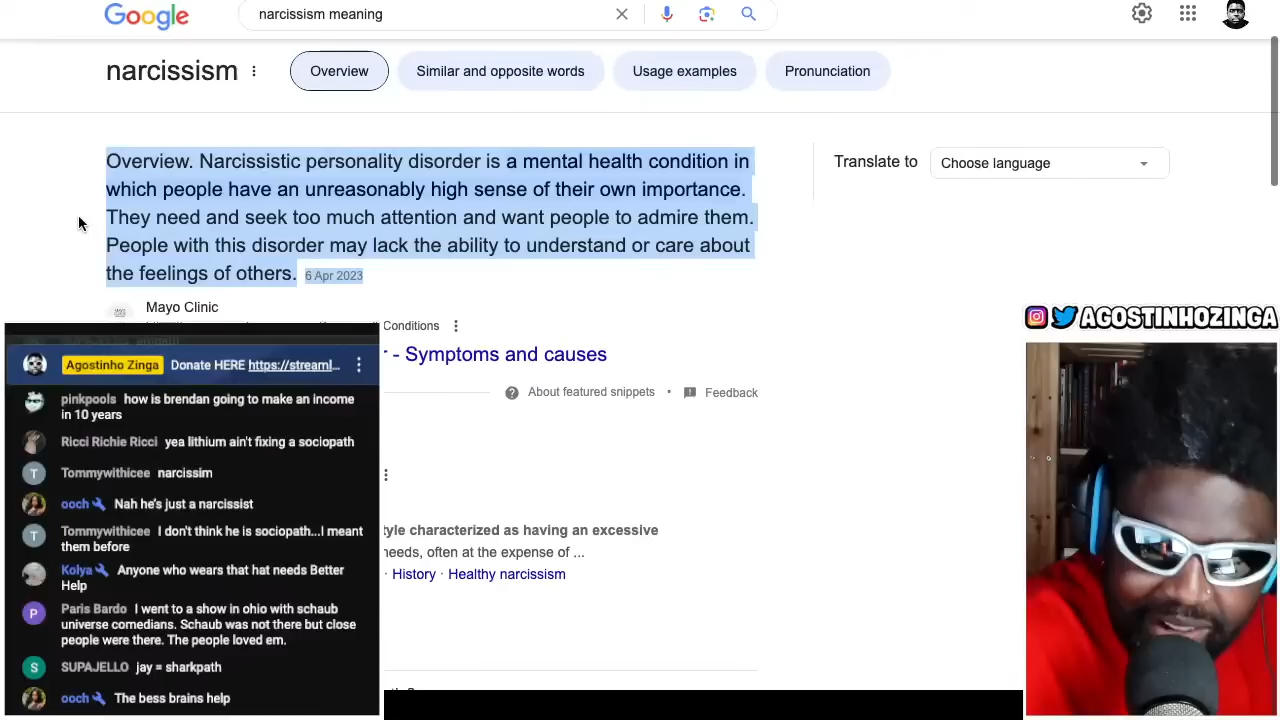 Google
narcissism meaning
narcissism
Overview
Similar and opposite words
Usage examples
Pronunciation
Overview. Narcissistic personality disorder is a mental health condition in
which people have an unreasonably high sense of their own importance.
They need and seek too much attention and want people to admire them.
People with this disorder may lack the ability to understand or care about
the feelings of others. 6 Apr 2023
Translate to
Choose language
Mayo Clinic
Conditions
- Symptoms and causes
About featured snippets • Feedback
tyle characterized as having an excessive
needs, often at the expense of ...
· History · Healthy narcissism
Agostinho Zinga Donate HERE https://streaml...
pinkpools how is brendan going to make an income
in 10 years
Ricci Richie Ricci yea lithium ain't fixing a sociopath
T Tommywithicee narcissim
ooch Nah he's just a narcissist
T Tommywithicee I don't think he is sociopath...I meant
them before
Kolya Anyone who wears that hat needs Better
Help
P Paris Bardo I went to a show in ohio with schaub
universe comedians. Schaub was not there but close
people were there. The people loved em.
S SUPAJELLO jay = sharkpath
ooch The bess brains help
AGOSTINHOZINGA